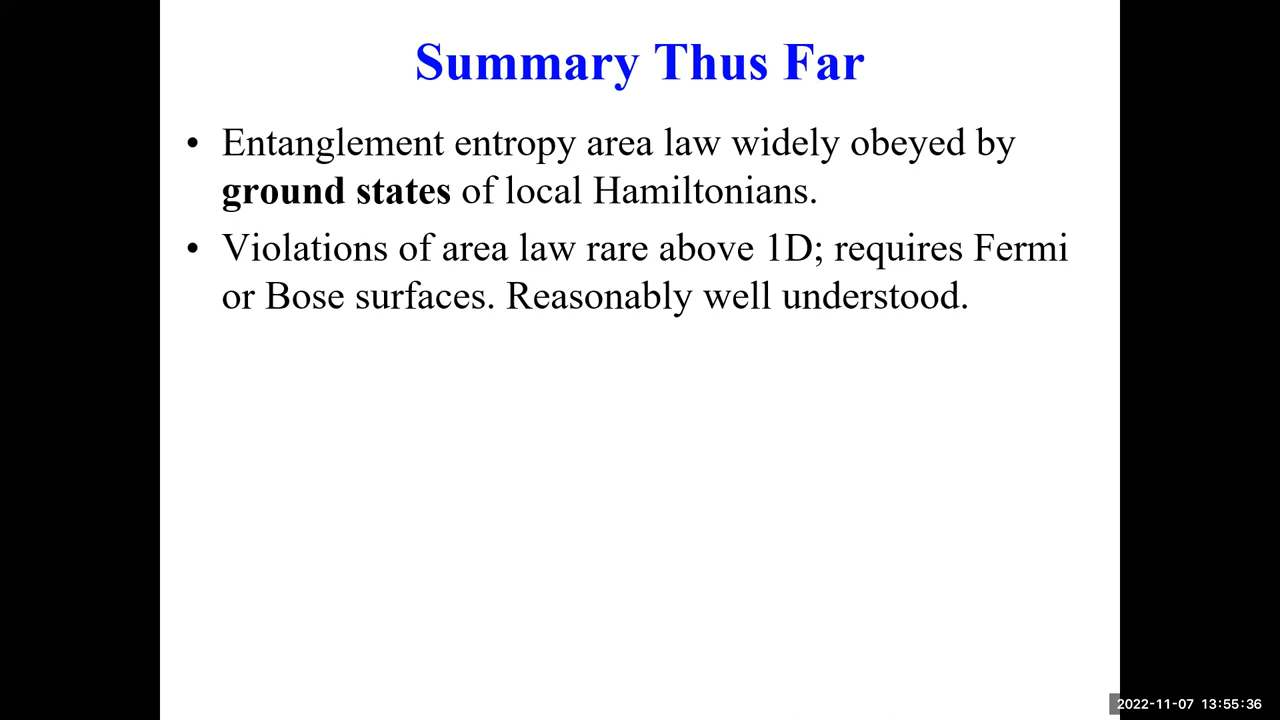 Summary Thus Far
• Entanglement entropy area law widely obeyed by
ground states of local Hamiltonians.
• Violations of area law rare above 1D; requires Fermi
or Bose surfaces. Reasonably well understood.
2022-11-07 13:55:36